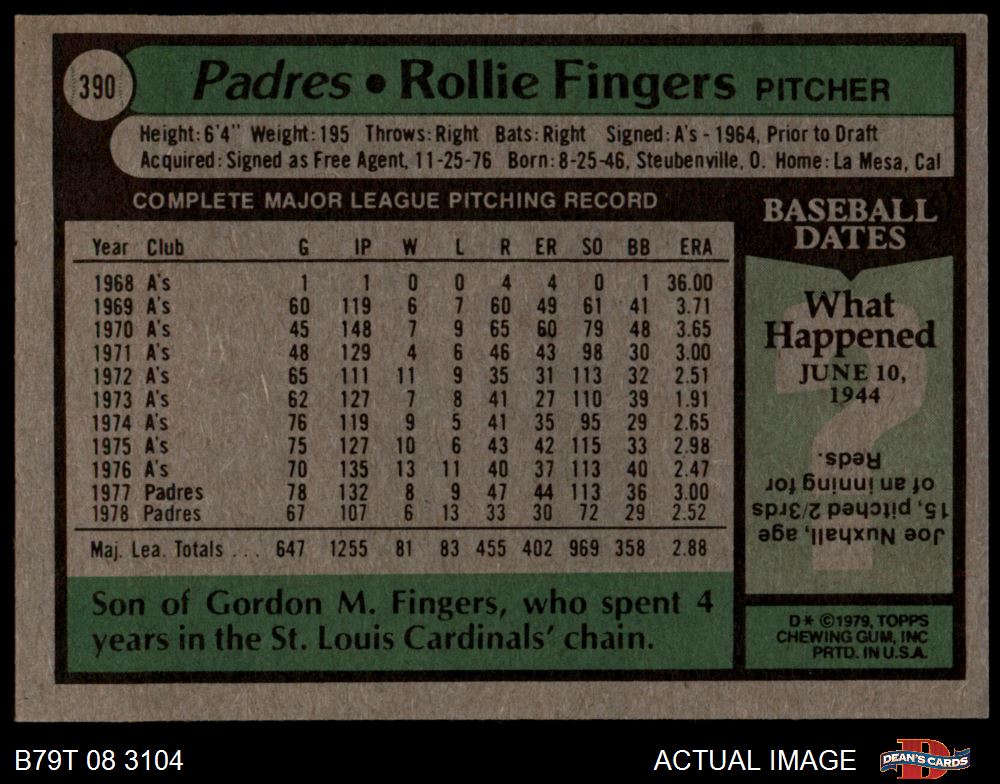 390
Padres • Rollie Fingers PITCHER
Height: 6'4" Weight: 195 Throws: Right Bats: Right Signed: A's - 1964, Prior to Draft
Acquired: Signed as Free Agent, 11-25-76 Born: 8-25-46, Steubenville, O. Home: La Mesa, Cal
COMPLETE MAJOR LEAGUE PITCHING RECORD
Year Club G IP W L R ER SO BB ERA
1968 A's 1 1 0 0 4 4 0 1 36.00
1969 A's 60 119 6 7 60 49 61 41 3.71
1970 A's 45 148 7 9 65 60 79 48 3.65
1971 A's 48 129 4 6 46 43 98 30 3.00
1972 A's 65 111 11 9 35 31 113 32 2.51
1973 A's 62 127 7 8 41 27 110 39 1.91
1974 A's 76 119 9 5 41 35 95 29 2.65
1975 A's 75 127 10 6 43 42 115 33 2.98
1976 A's 70 135 13 11 40 37 113 40 2.47
1977 Padres 78 132 8 9 47 44 113 36 3.00
1978 Padres 67 107 6 13 33 30 72 29 2.52
Maj. Lea. Totals ... 647 1255 81 83 455 402 969 358 2.88
Son of Gordon M. Fingers, who spent 4
years in the St. Louis Cardinals' chain.
BASEBALL
DATES
What
Happened
JUNE 10,
1944
?
Joe Nuxhall, age
15, pitched 2/3rds
of an inning for
Reds.
D* ©1979, TOPPS
CHEWING GUM, INC
PRTD. IN U.S.A.
B79T 08 3104
ACTUAL IMAGE
D
DEAN'S CARDS